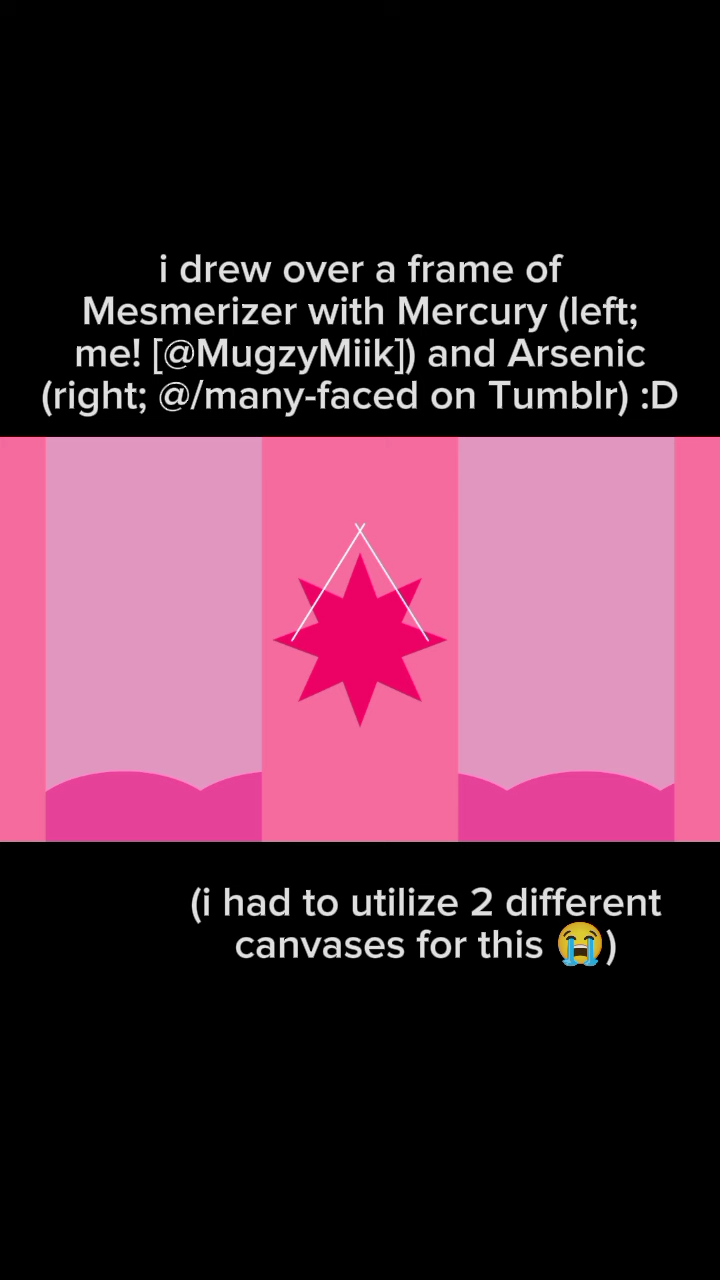 i drew over a frame of
Mesmerizer with Mercury (left;
me! [@MugzyMiik]) and Arsenic
(right; @/many-faced on Tumblr) :D
(i had to utilize 2 different
canvases for this 😭)